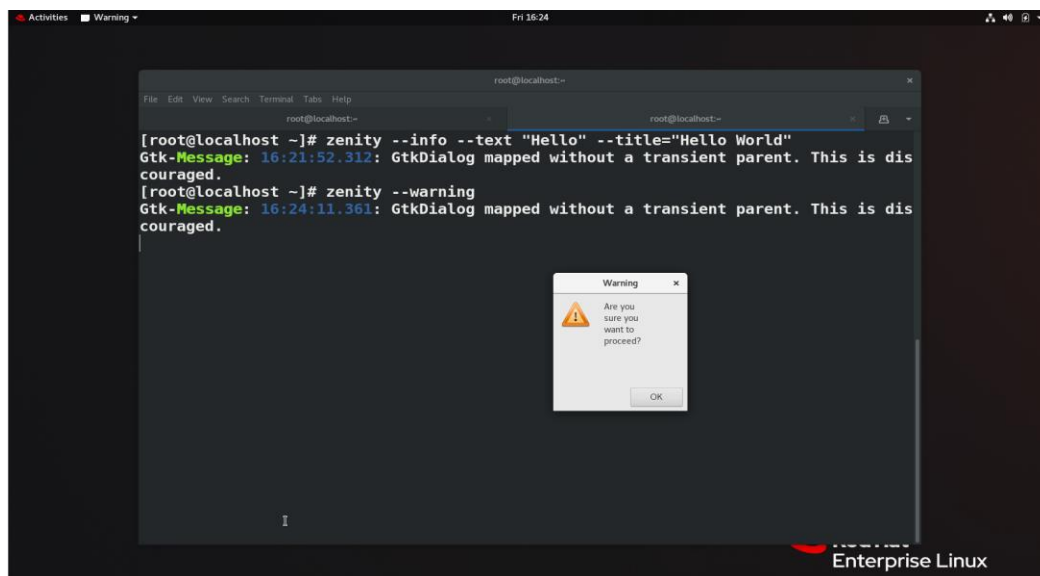 Activities Warning Fri 16:24
root@localhost:~
File Edit View Search Terminal Tabs Help
root@localhost:~ root@localhost:~
[root@localhost ~]# zenity --info --text "Hello" --title="Hello World"
Gtk-Message: 16:21:52.312: GtkDialog mapped without a transient parent. This is dis
couraged.
[root@localhost ~]# zenity --warning
Gtk-Message: 16:24:11.361: GtkDialog mapped without a transient parent. This is dis
couraged.
Warning
Are you
sure you
want to
proceed?
OK
Enterprise Linux